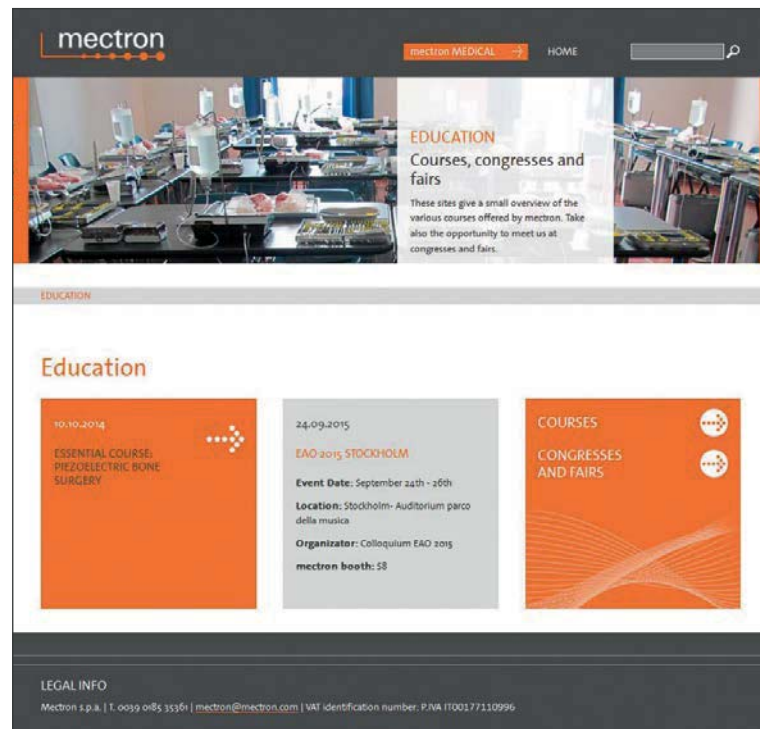 mectron
mectron MEDICAL
HOME
EDUCATION
Courses, congresses and
fairs
These sites give a small overview of the
various courses offered by mectron. Take
also the opportunity to meet us at
congresses and fairs.
EDUCATION
Education
10.10.2014
ESSENTIAL COURSE:
PIEZOELECTRIC BONE
SURGERY
24.09.2015
EAO 2015 STOCKHOLM
Event Date: September 24th - 26th
Location: Stockholm- Auditorium parco
della musica
Organizator: Colloquium EAO 2015
mectron booth: S8
COURSES
CONGRESSES
AND FAIRS
LEGAL INFO
Mectron s.p.a. | T. 0039 0185 35361 | mectron@mectron.com | VAT identification number: P.IVA IT00177110996